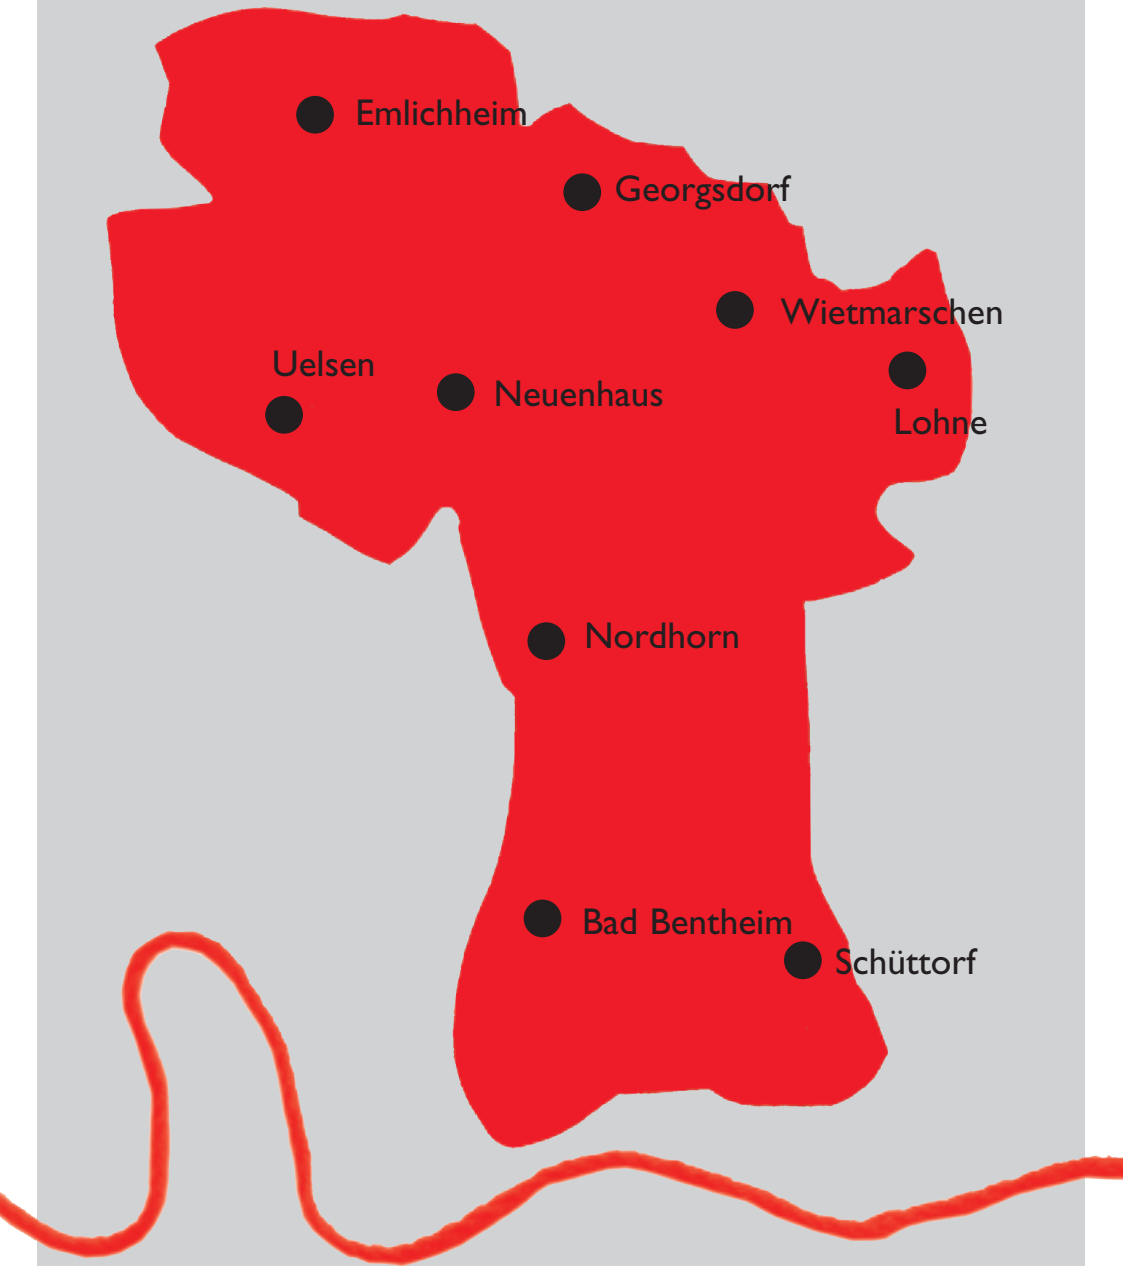 Emlichheim
Georgsdorf
Wietmarschen
Uelsen
Neuenhaus
Lohne
Nordhorn
Bad Bentheim
Schüttorf